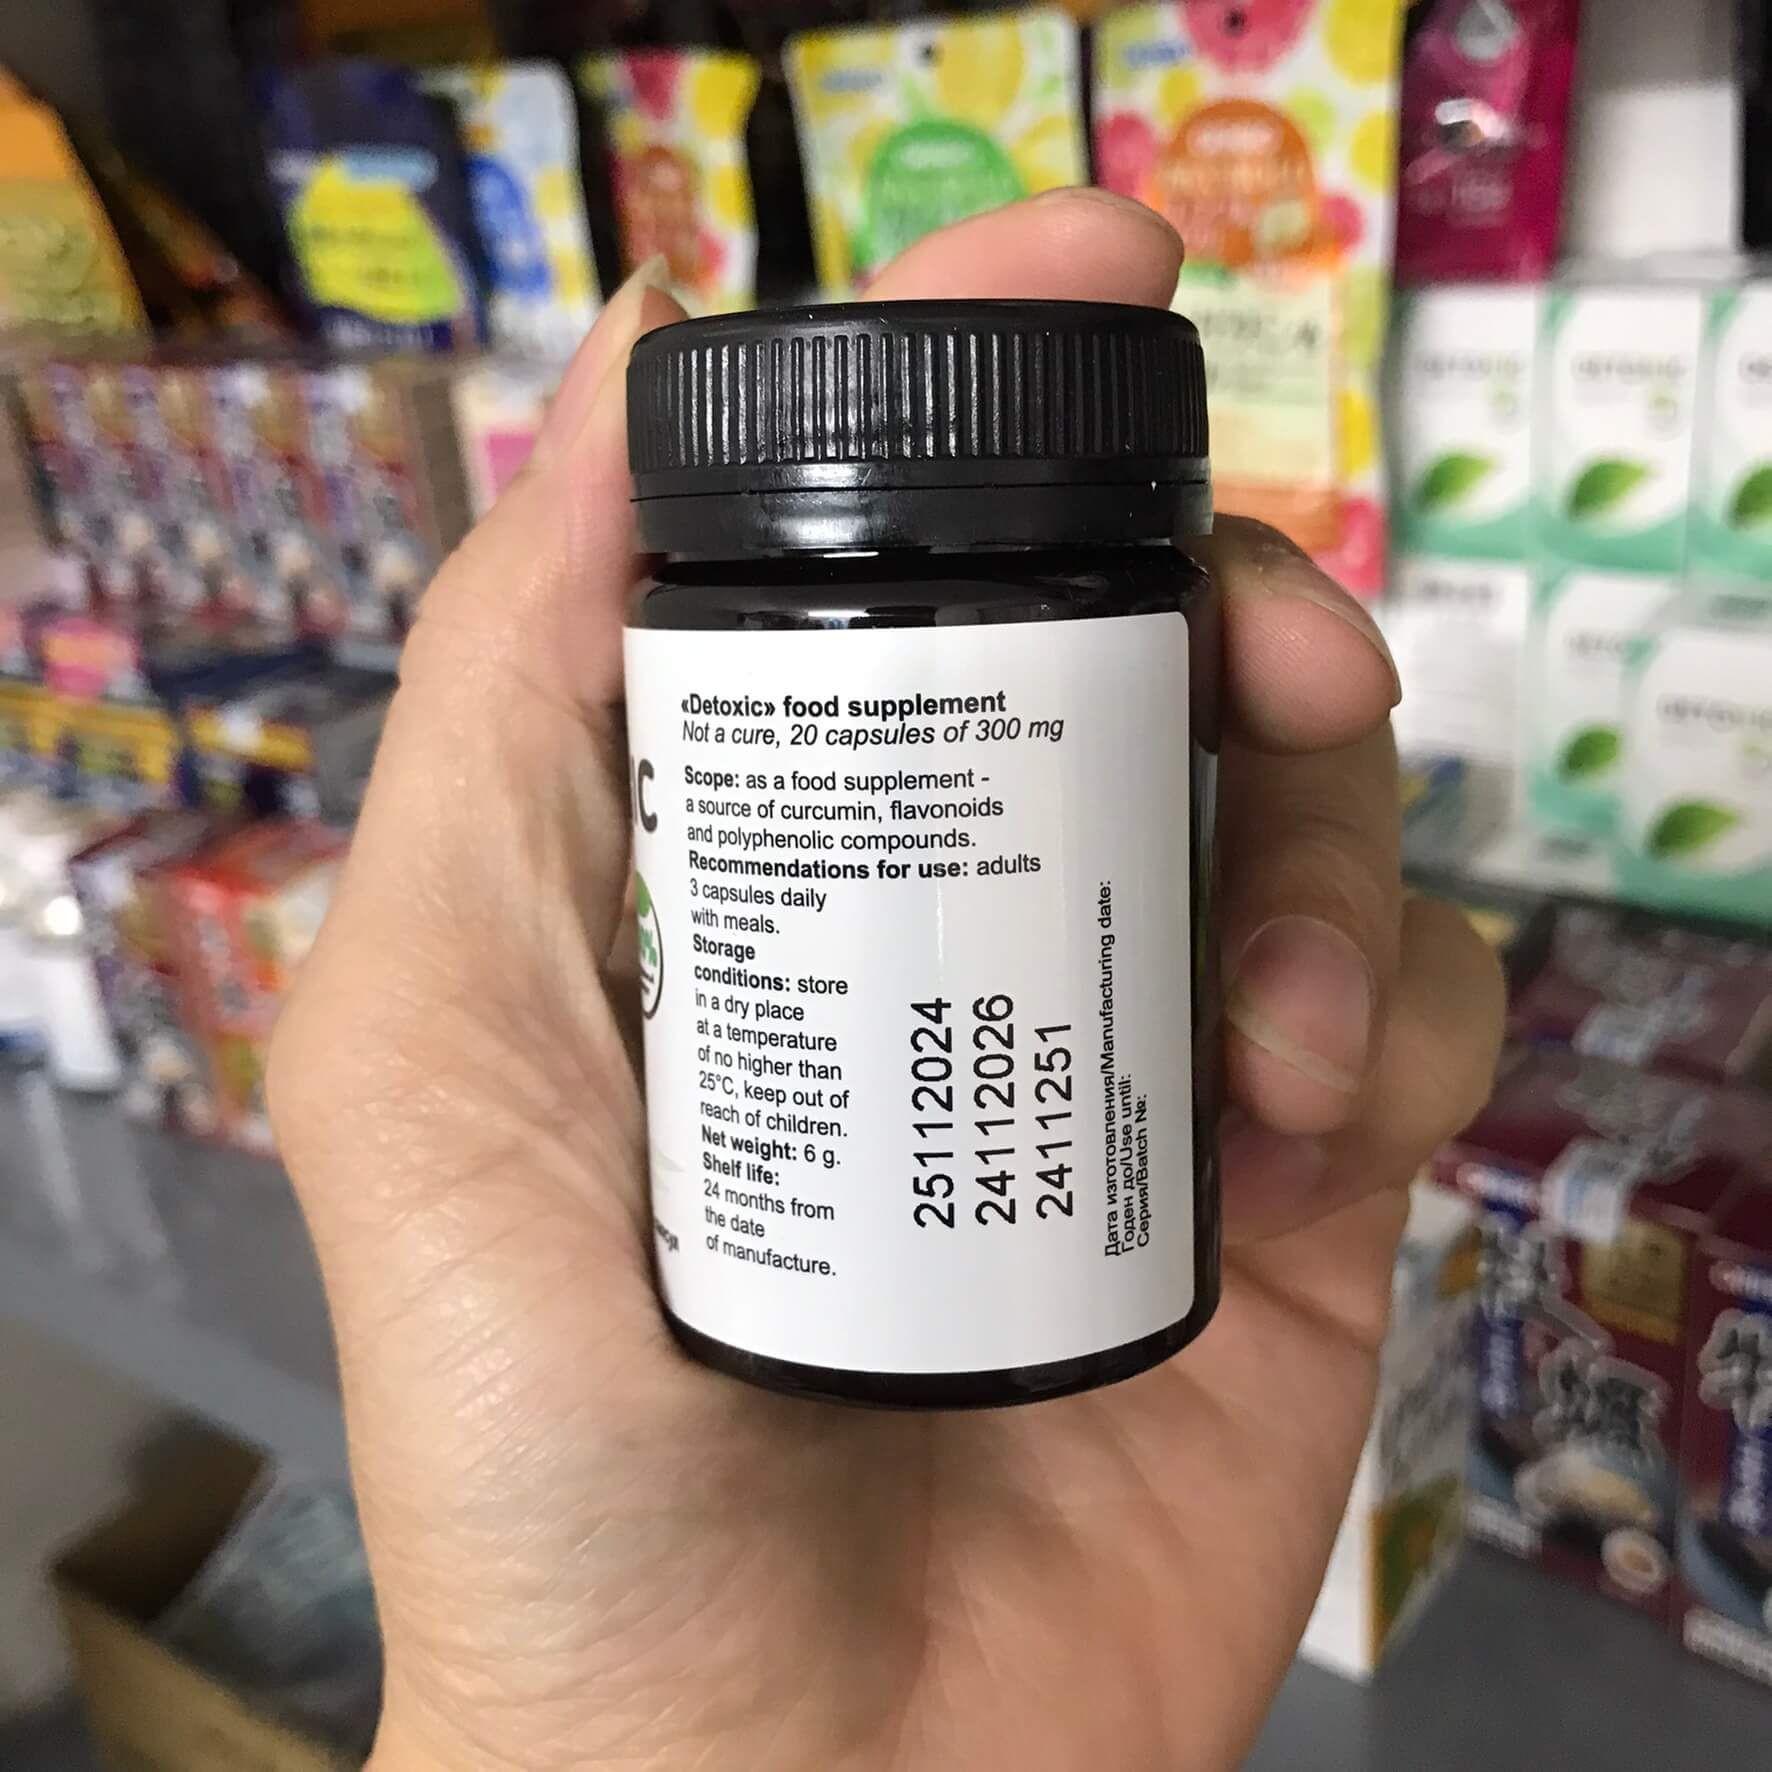 «Detoxic» food supplement
Not a cure, 20 capsules of 300 mg
Scope: as a food supplement -
a source of curcumin, flavonoids
and polyphenolic compounds.
Recommendations for use: adults
3 capsules daily
with meals.
Storage
conditions: store
in a dry place
at a temperature
of no higher than
25°C, keep out of
reach of children.
Net weight: 6 g.
Shelf life:
24 months from
the date
of manufacture.
25112024
24112026
2411251
Дата изготовления/Manufacturing date:
Годен до/Use until:
Серия/Batch №: